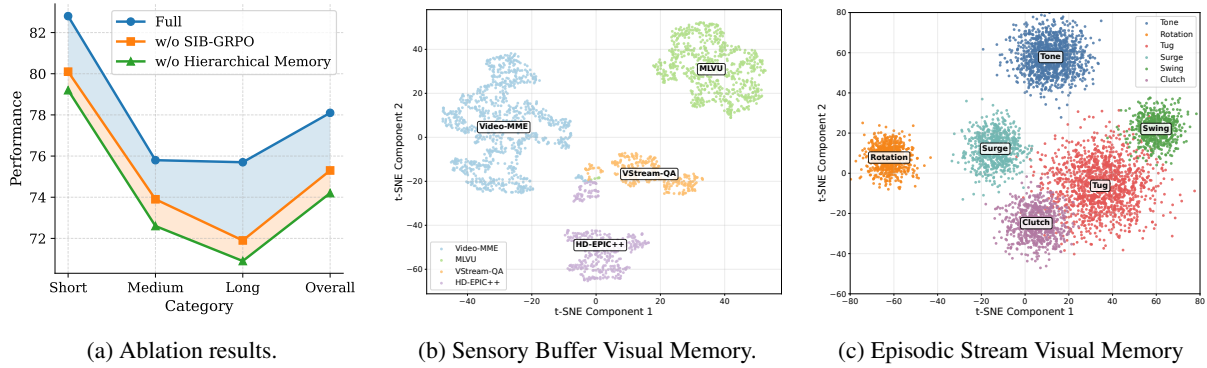 82
80
78
76
74
72
Performance
Short
Medium
Long
Overall
Category
Full
w/o SIB-GRPO
w/o Hierarchical Memory
(a) Ablation results.
40
20
0
−20
−40
−60
t-SNE Component 2
−40
−20
0
20
40
t-SNE Component 1
Video-MME
MLVU
VStream-QA
HD-EPIC++
Video-MME
MLVU
VStream-QA
HD-EPIC++
(b) Sensory Buffer Visual Memory.
80
60
40
20
0
−20
−40
−60
t-SNE Component 2
−80
−60
−40
−20
0
20
40
60
80
t-SNE Component 1
Tone
Rotation
Tug
Surge
Swing
Clutch
Tone
Swing
Surge
Rotation
Tug
Clutch
(c) Episodic Stream Visual Memory